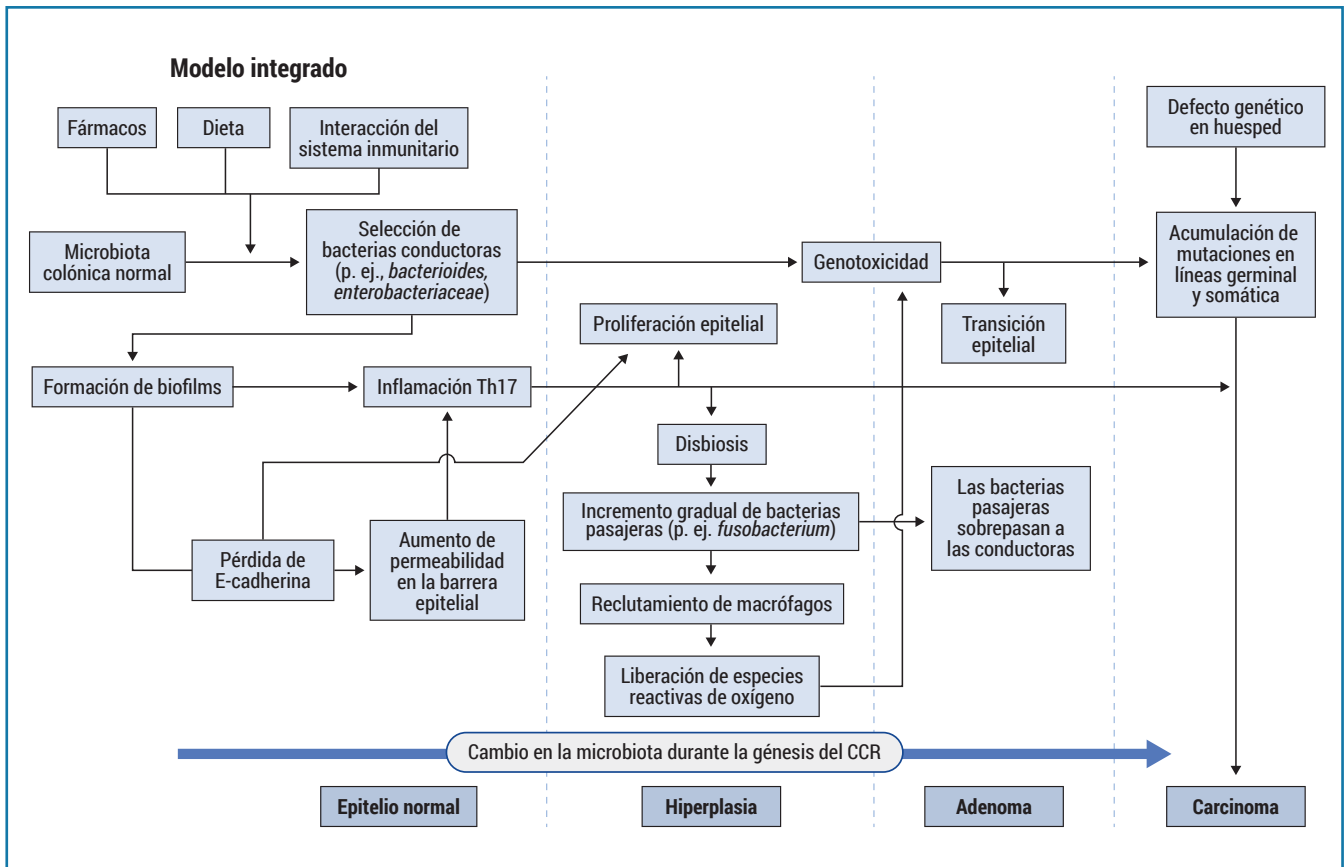 Modelo integrado
Fármacos
Dieta
Interacción del
sistema inmunitario
Defecto genético
en huesped
Microbiota
colónica normal
Selección de
bacterias conductoras
(p. ej., bacterioides,
enterobacteriaceae)
Genotoxicidad
Acumulación de
mutaciones en
líneas germinal
y somática
Proliferación epitelial
Transición
epitelial
Formación de biofilms
Inflamación Th17
Disbiosis
Incremento gradual de bacterias
pasajeras (p. ej. fusobacterium)
Las bacterias
pasajeras
sobrepasan a
las conductoras
Pérdida de
E-cadherina
Aumento de
permeabilidad
en la barrera
epitelial
Reclutamiento de macrófagos
Liberación de especies
reactivas de oxígeno
Cambio en la microbiota durante la génesis del CCR
Epitelio normal
Hiperplasia
Adenoma
Carcinoma